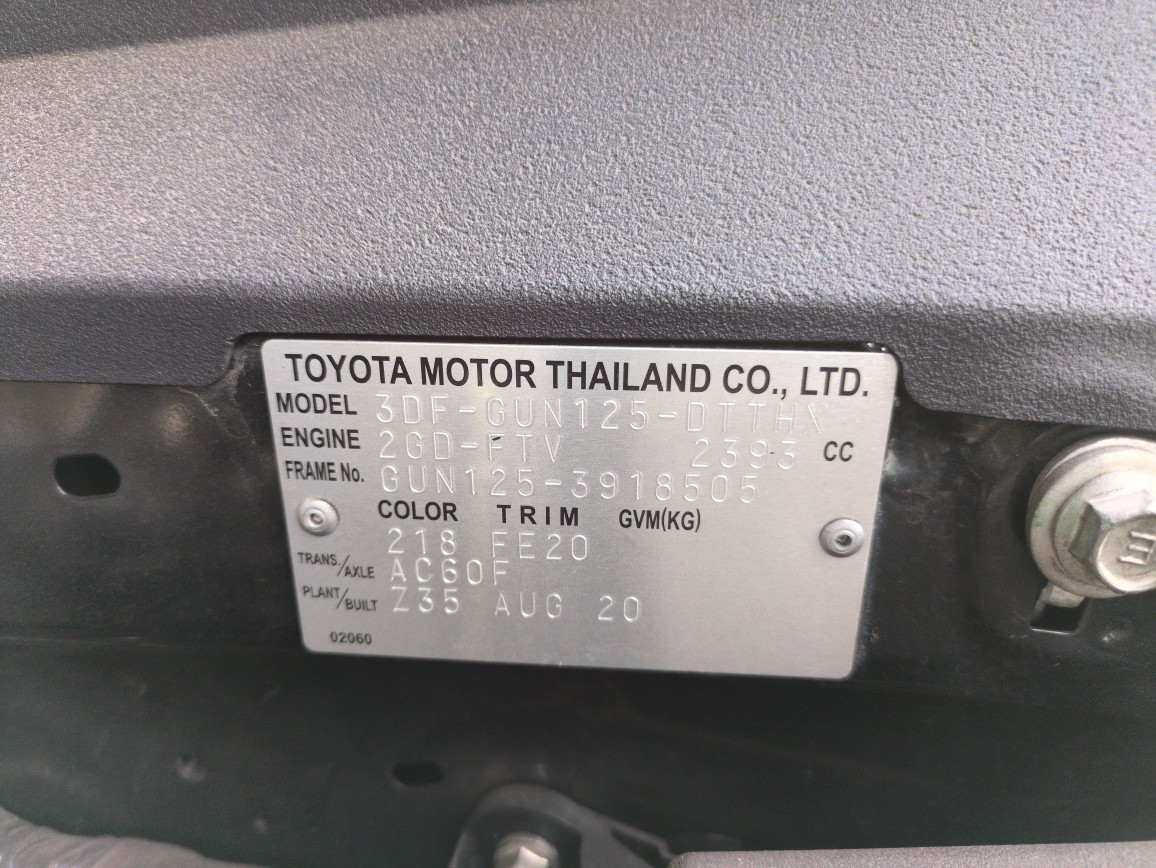 TOYOTA MOTOR THAILAND CO., LTD.
MODEL 3DF-GUN125-DTTHX
ENGINE 2GD-FTV 2393 CC
FRAME No. GUN125-3918505
COLOR TRIM GVM(KG)
218 FE20
TRANS./AXLE AC60F
PLANT/BUILT Z35 AUG 20
02060